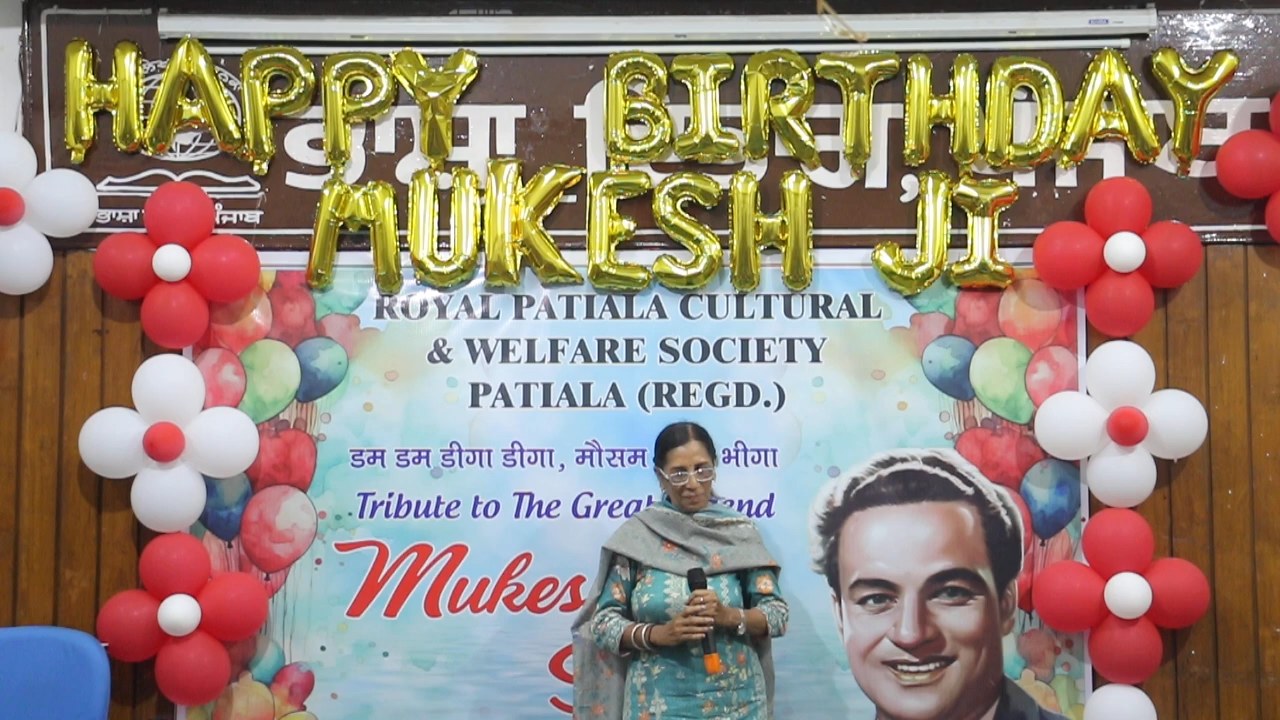 HAPPY BIRTHDAY
MUKESH JI
ਭਾਸ਼ਾ
ROYAL PATIALA CULTURAL
& WELFARE SOCIETY
PATIALA (REGD.)
डम डम डीगा डीगा, मौसम भीगा
Tribute to The Great
Mukes
S